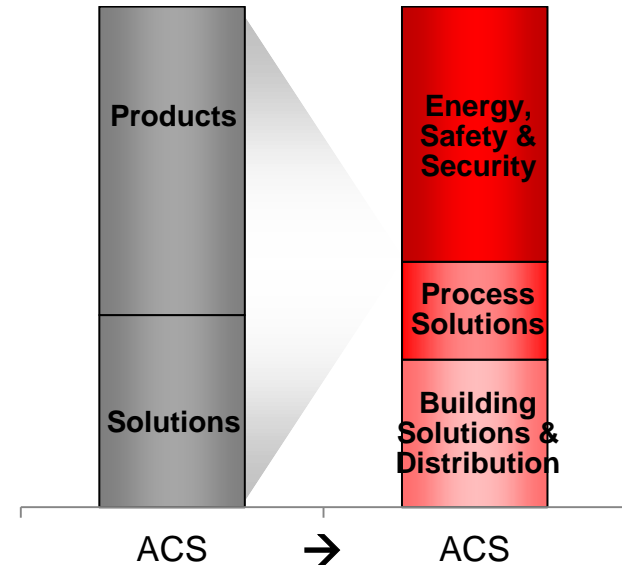 Products
Solutions
Energy,
Safety &
Security
Process
Solutions
Building
Solutions &
Distribution
ACS → ACS